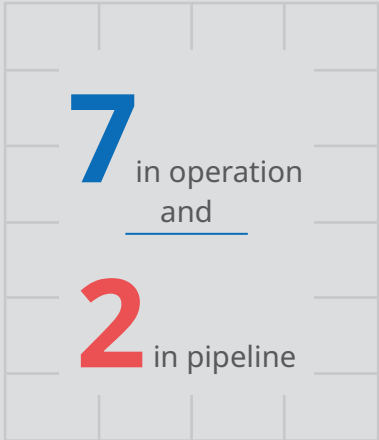 7 in operation
and
2 in pipeline